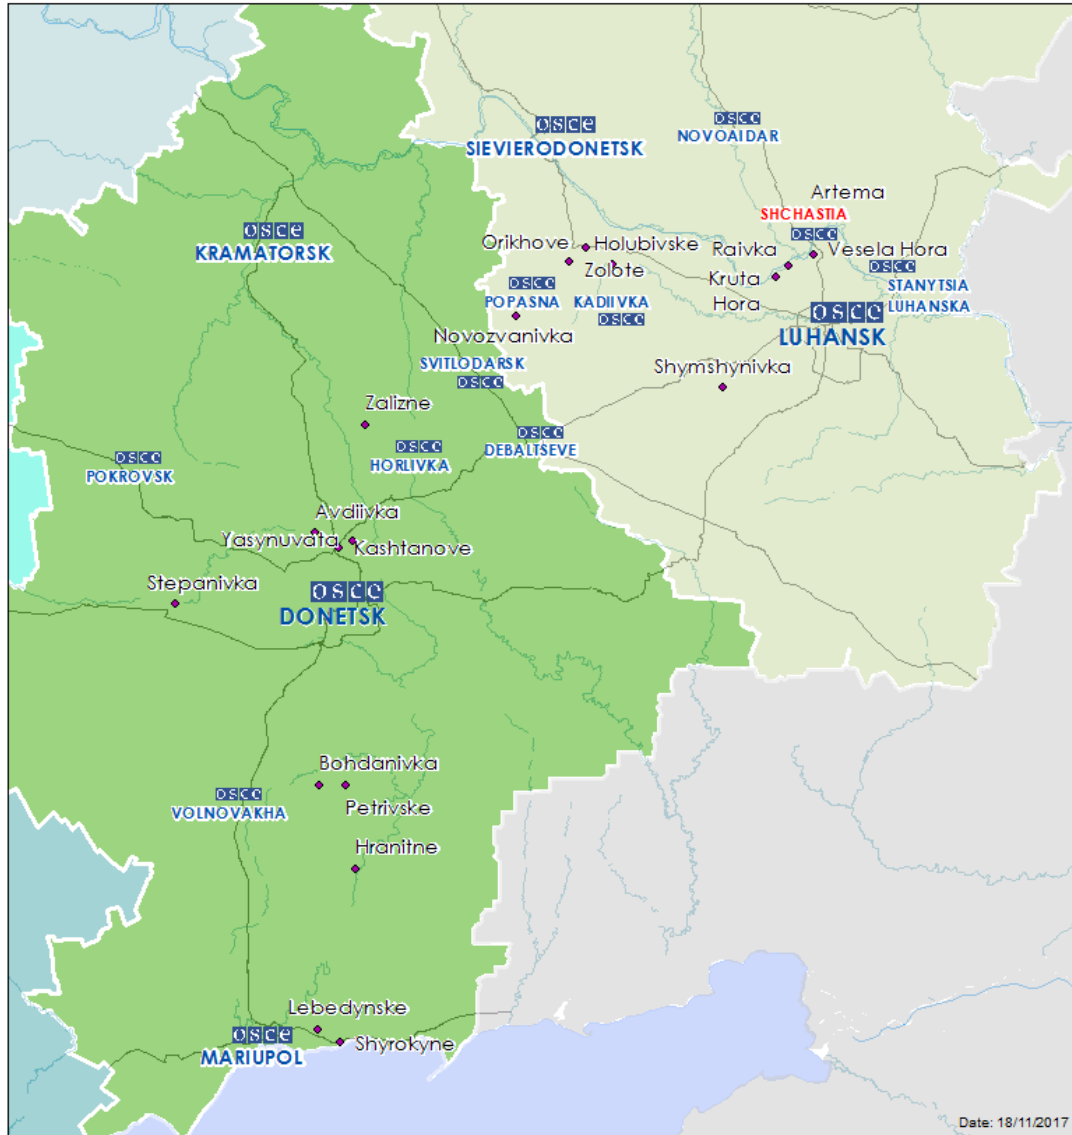 osce
NOVOAIDAR
osce
SIEVIERODONETSK
Artema
SHCHASTIA
osce
osce
KRAMATORSK
Orikhove
Holubivske
Raivka
Vesela Hora
Zolote
Kruta
Hora
osce
STANYTSIA
LUHANSKA
osce
POPASNA
KADIIVKA
osce
osce
LUHANSK
Novozvanivka
SVITLODARSK
osce
Shymshynivka
Zalizne
osce
HORLIVKA
osce
DEBALTSEVE
osce
POKROVSK
Avdiivka
Yasynuvata
Kashtanove
Stepanivka
osce
DONETSK
Bohdanivka
osce
VOLNOVAKHA
Petrivske
Hranitne
Lebedynske
osce
MARIUPOL
Shyrokyne
Date: 18/11/2017